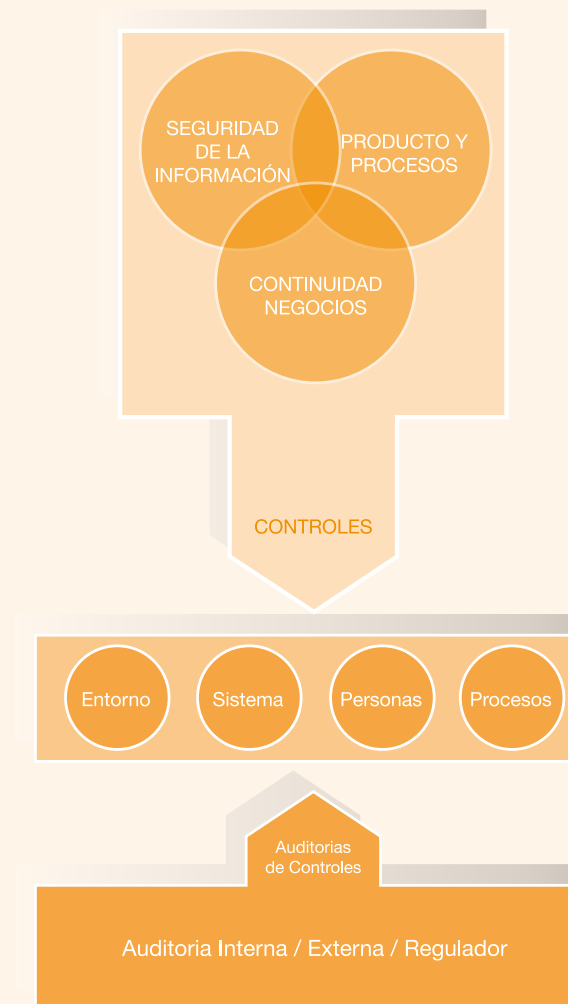 SEGURIDAD
DE LA
INFORMACIÓN
PRODUCTO Y
PROCESOS
CONTINUIDAD
NEGOCIOS
CONTROLES
Entorno
Sistema
Personas
Procesos
Auditorias
de Controles
Auditoria Interna / Externa / Regulador